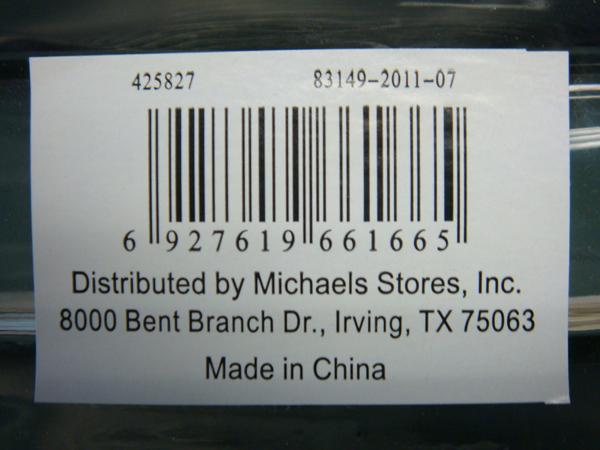 425827 83149-2011-07
6 927619 661665
Distributed by Michaels Stores, Inc.
8000 Bent Branch Dr., Irving, TX 75063
Made in China